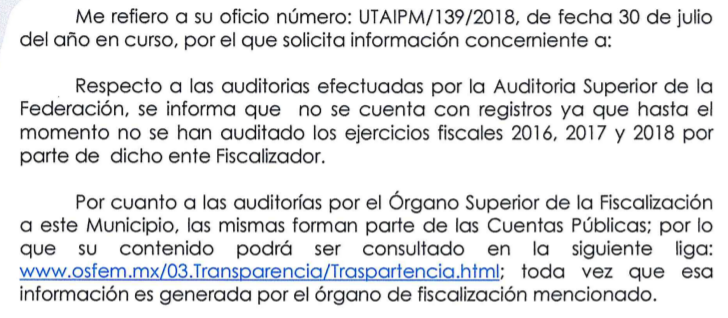 Me refiero a su oficio número: UTAIPM/139/2018, de fecha 30 de julio
del año en curso, por el que solicita información concerniente a:
Respecto a las auditorias efectuadas por la Auditoria Superior de la
Federación, se informa que no se cuenta con registros ya que hasta el
momento no se han auditado los ejercicios fiscales 2016, 2017 y 2018 por
parte de dicho ente Fiscalizador.
Por cuanto a las auditorías por el Órgano Superior de la Fiscalización
a este Municipio, las mismas forman parte de las Cuentas Públicas; por lo
que su contenido podrá ser consultado en la siguiente liga:
www.osfem.mx/03.Transparencia/Traspartencia.html; toda vez que esa
información es generada por el órgano de fiscalización mencionado.